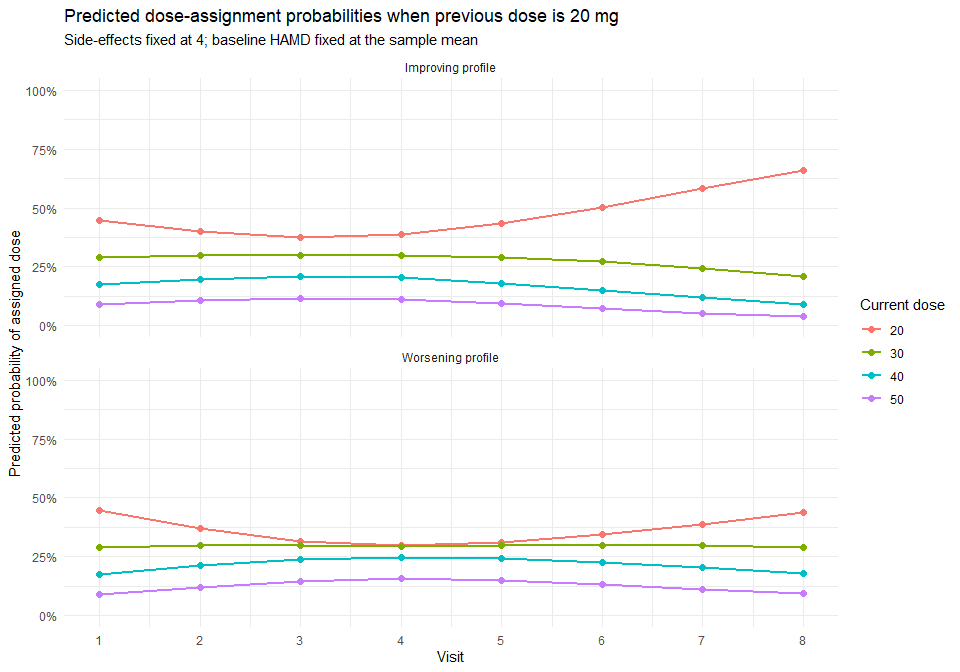 Predicted dose-assignment probabilities when previous dose is 20 mg
Side-effects fixed at 4; baseline HAMD fixed at the sample mean
Improving profile
100%
75%
50%
25%
0%
Worsening profile
100%
75%
50%
25%
0%
1 2 3 4 5 6 7 8
Visit
Predicted probability of assigned dose
Current dose
20
30
40
50